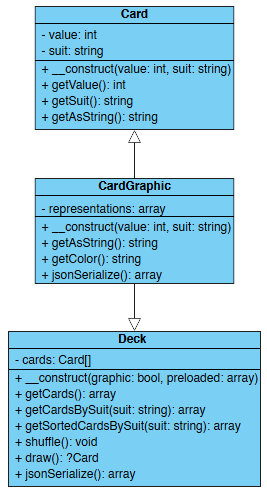 Card
- value: int
- suit: string
+ __construct(value: int, suit: string)
+ getValue(): int
+ getSuit(): string
+ getAsString(): string
CardGraphic
- representations: array
+ __construct(value: int, suit: string)
+ getAsString(): string
+ getColor(): string
+ jsonSerialize(): array
Deck
- cards: Card[]
+ __construct(graphic: bool, preloaded: array)
+ getCards(): array
+ getCardsBySuit(suit: string): array
+ getSortedCardsBySuit(suit: string): array
+ shuffle(): void
+ draw(): ?Card
+ jsonSerialize(): array